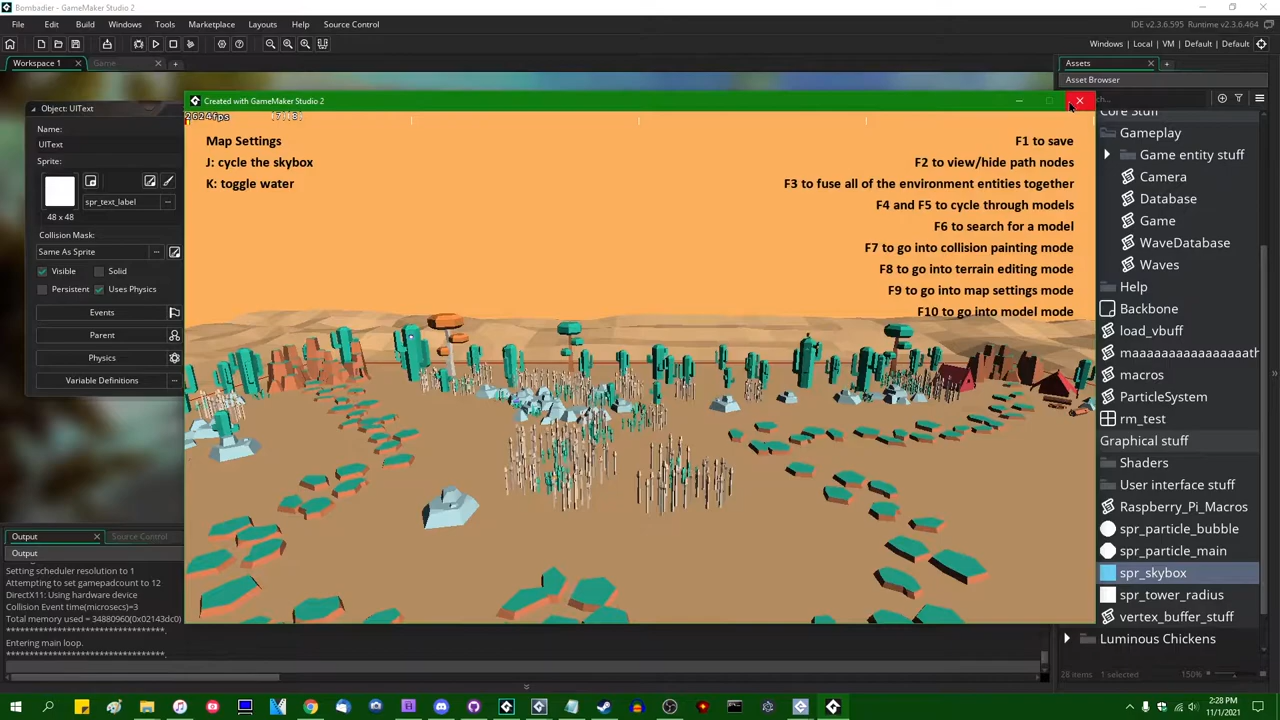 Bombadier - GameMaker Studio 2
File Edit Build Windows Tools Marketplace Layouts Help Source Control
IDE v2.3.6.595 Runtime v2.3.6.464
Windows | Local | VM | Default | Default
Workspace 1
Game
Assets
Asset Browser
Object: UIText
Name:
UIText
Sprite:
spr_text_label
48 x 48
Collision Mask:
Same As Sprite
Visible Solid
Persistent Uses Physics
Events
Parent
Physics
Variable Definitions
Created with GameMaker Studio 2
2624fps
Map Settings
J: cycle the skybox
K: toggle water
F1 to save
F2 to view/hide path nodes
F3 to fuse all of the environment entities together
F4 and F5 to cycle through models
F6 to search for a model
F7 to go into collision painting mode
F8 to go into terrain editing mode
F9 to go into map settings mode
F10 to go into model mode
Core Stuff
Gameplay
Game entity stuff
Camera
Database
Game
WaveDatabase
Waves
Help
Backbone
load_vbuff
maaaaaaaaaaaaaaath
macros
ParticleSystem
rm_test
Graphical stuff
Shaders
User interface stuff
Raspberry_Pi_Macros
spr_particle_bubble
spr_particle_main
spr_skybox
spr_tower_radius
vertex_buffer_stuff
Luminous Chickens
28 items 1 selected 150%
Output
Source Control
Output
Setting scheduler resolution to 1
Attempting to set gamepadcount to 12
DirectX11: Using hardware device
Collision Event time(microsecs)=3
Total memory used = 34880960(0x02143dc0)
**********************************.
Entering main loop.
**********************************.
2:28 PM
11/1/2021